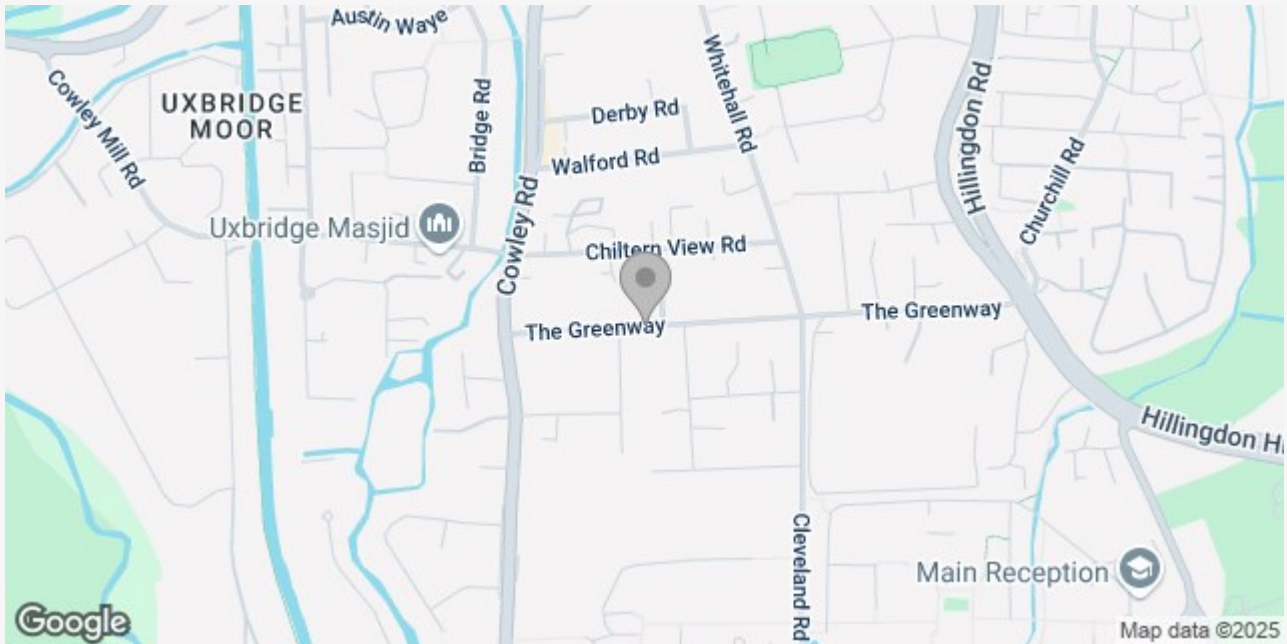 Austin Waye
Cowley Mill Rd
UXBRIDGE
MOOR
Bridge Rd
Derby Rd
Walford Rd
Whitehall Rd
Hillingdon Rd
Churchill Rd
Uxbridge Masjid
Cowley Rd
Chiltern View Rd
The Greenway
The Greenway
Hillingdon Hi
Cleveland Rd
Main Reception
Google
Map data ©2025